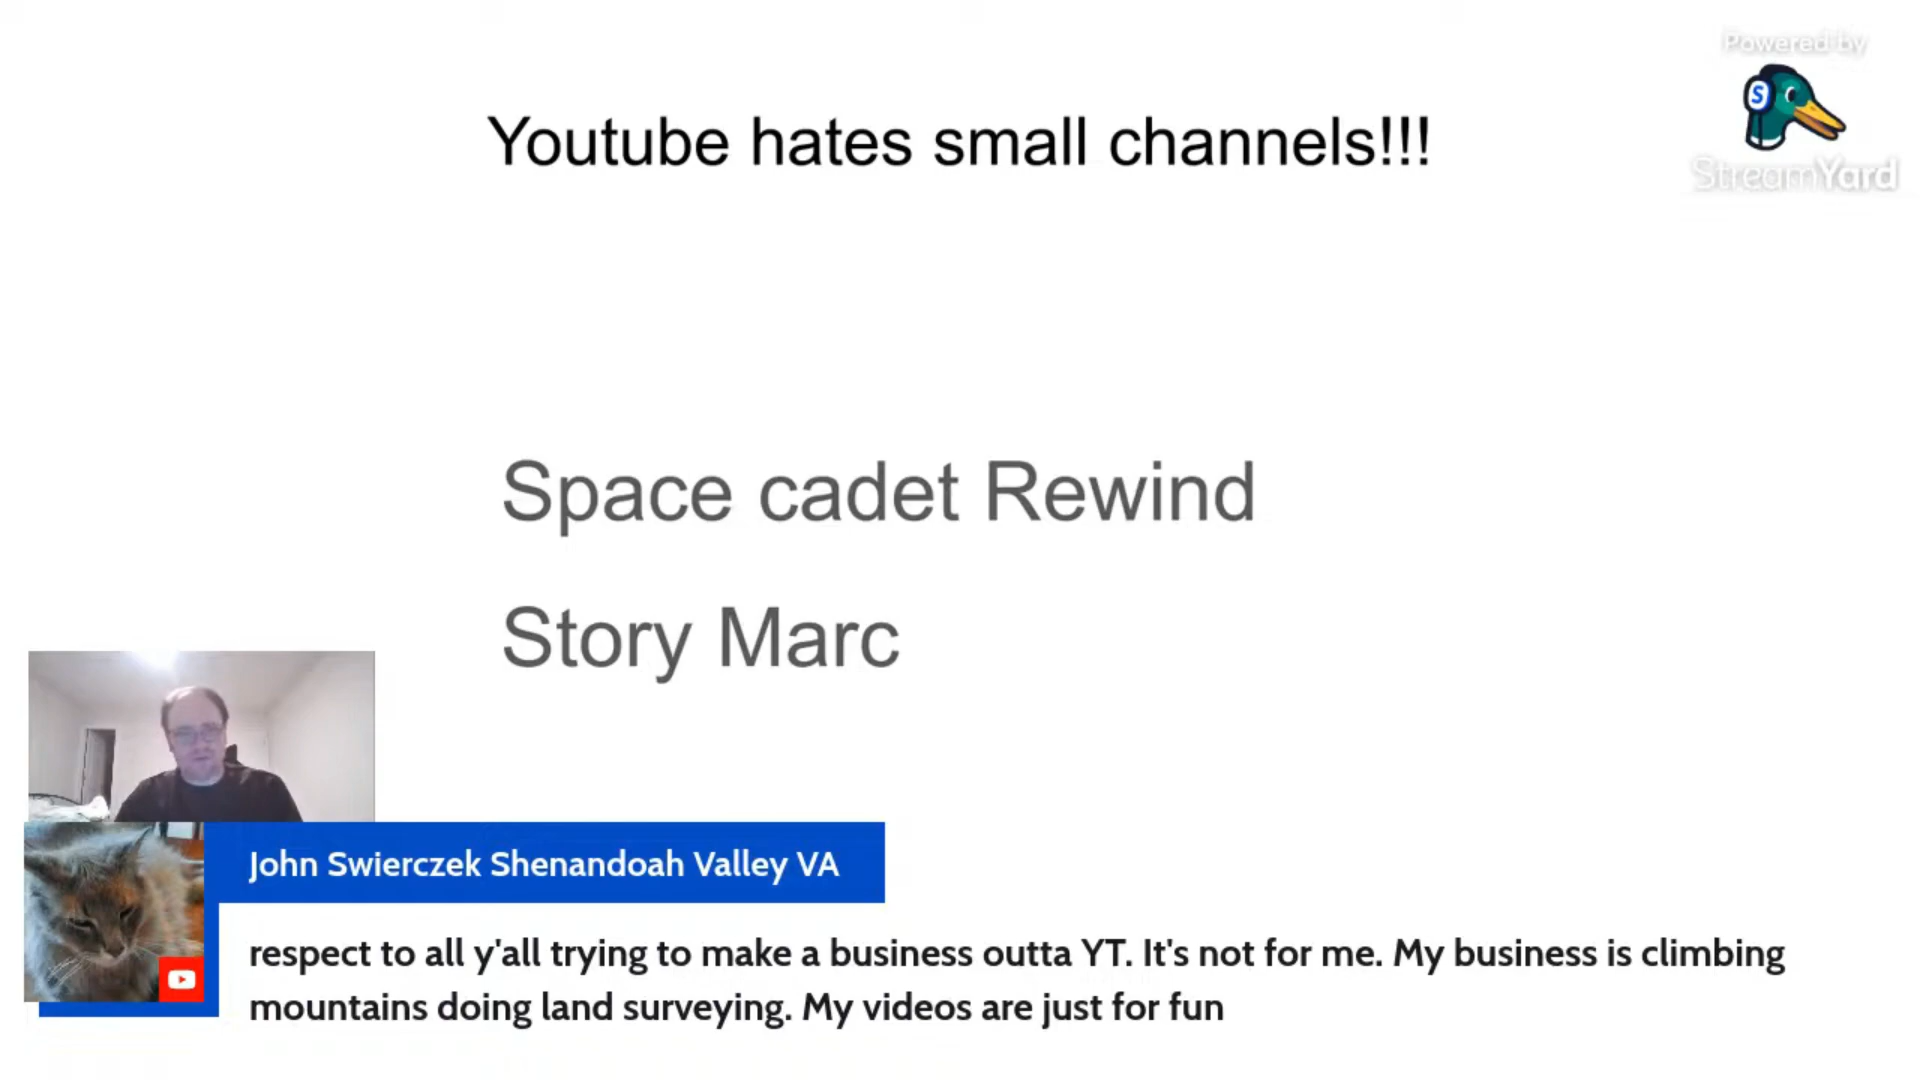 Powered by
StreamYard
Youtube hates small channels!!!
Space cadet Rewind
Story Marc
John Swierczek Shenandoah Valley VA
respect to all y'all trying to make a business outta YT. It's not for me. My business is climbing
mountains doing land surveying. My videos are just for fun